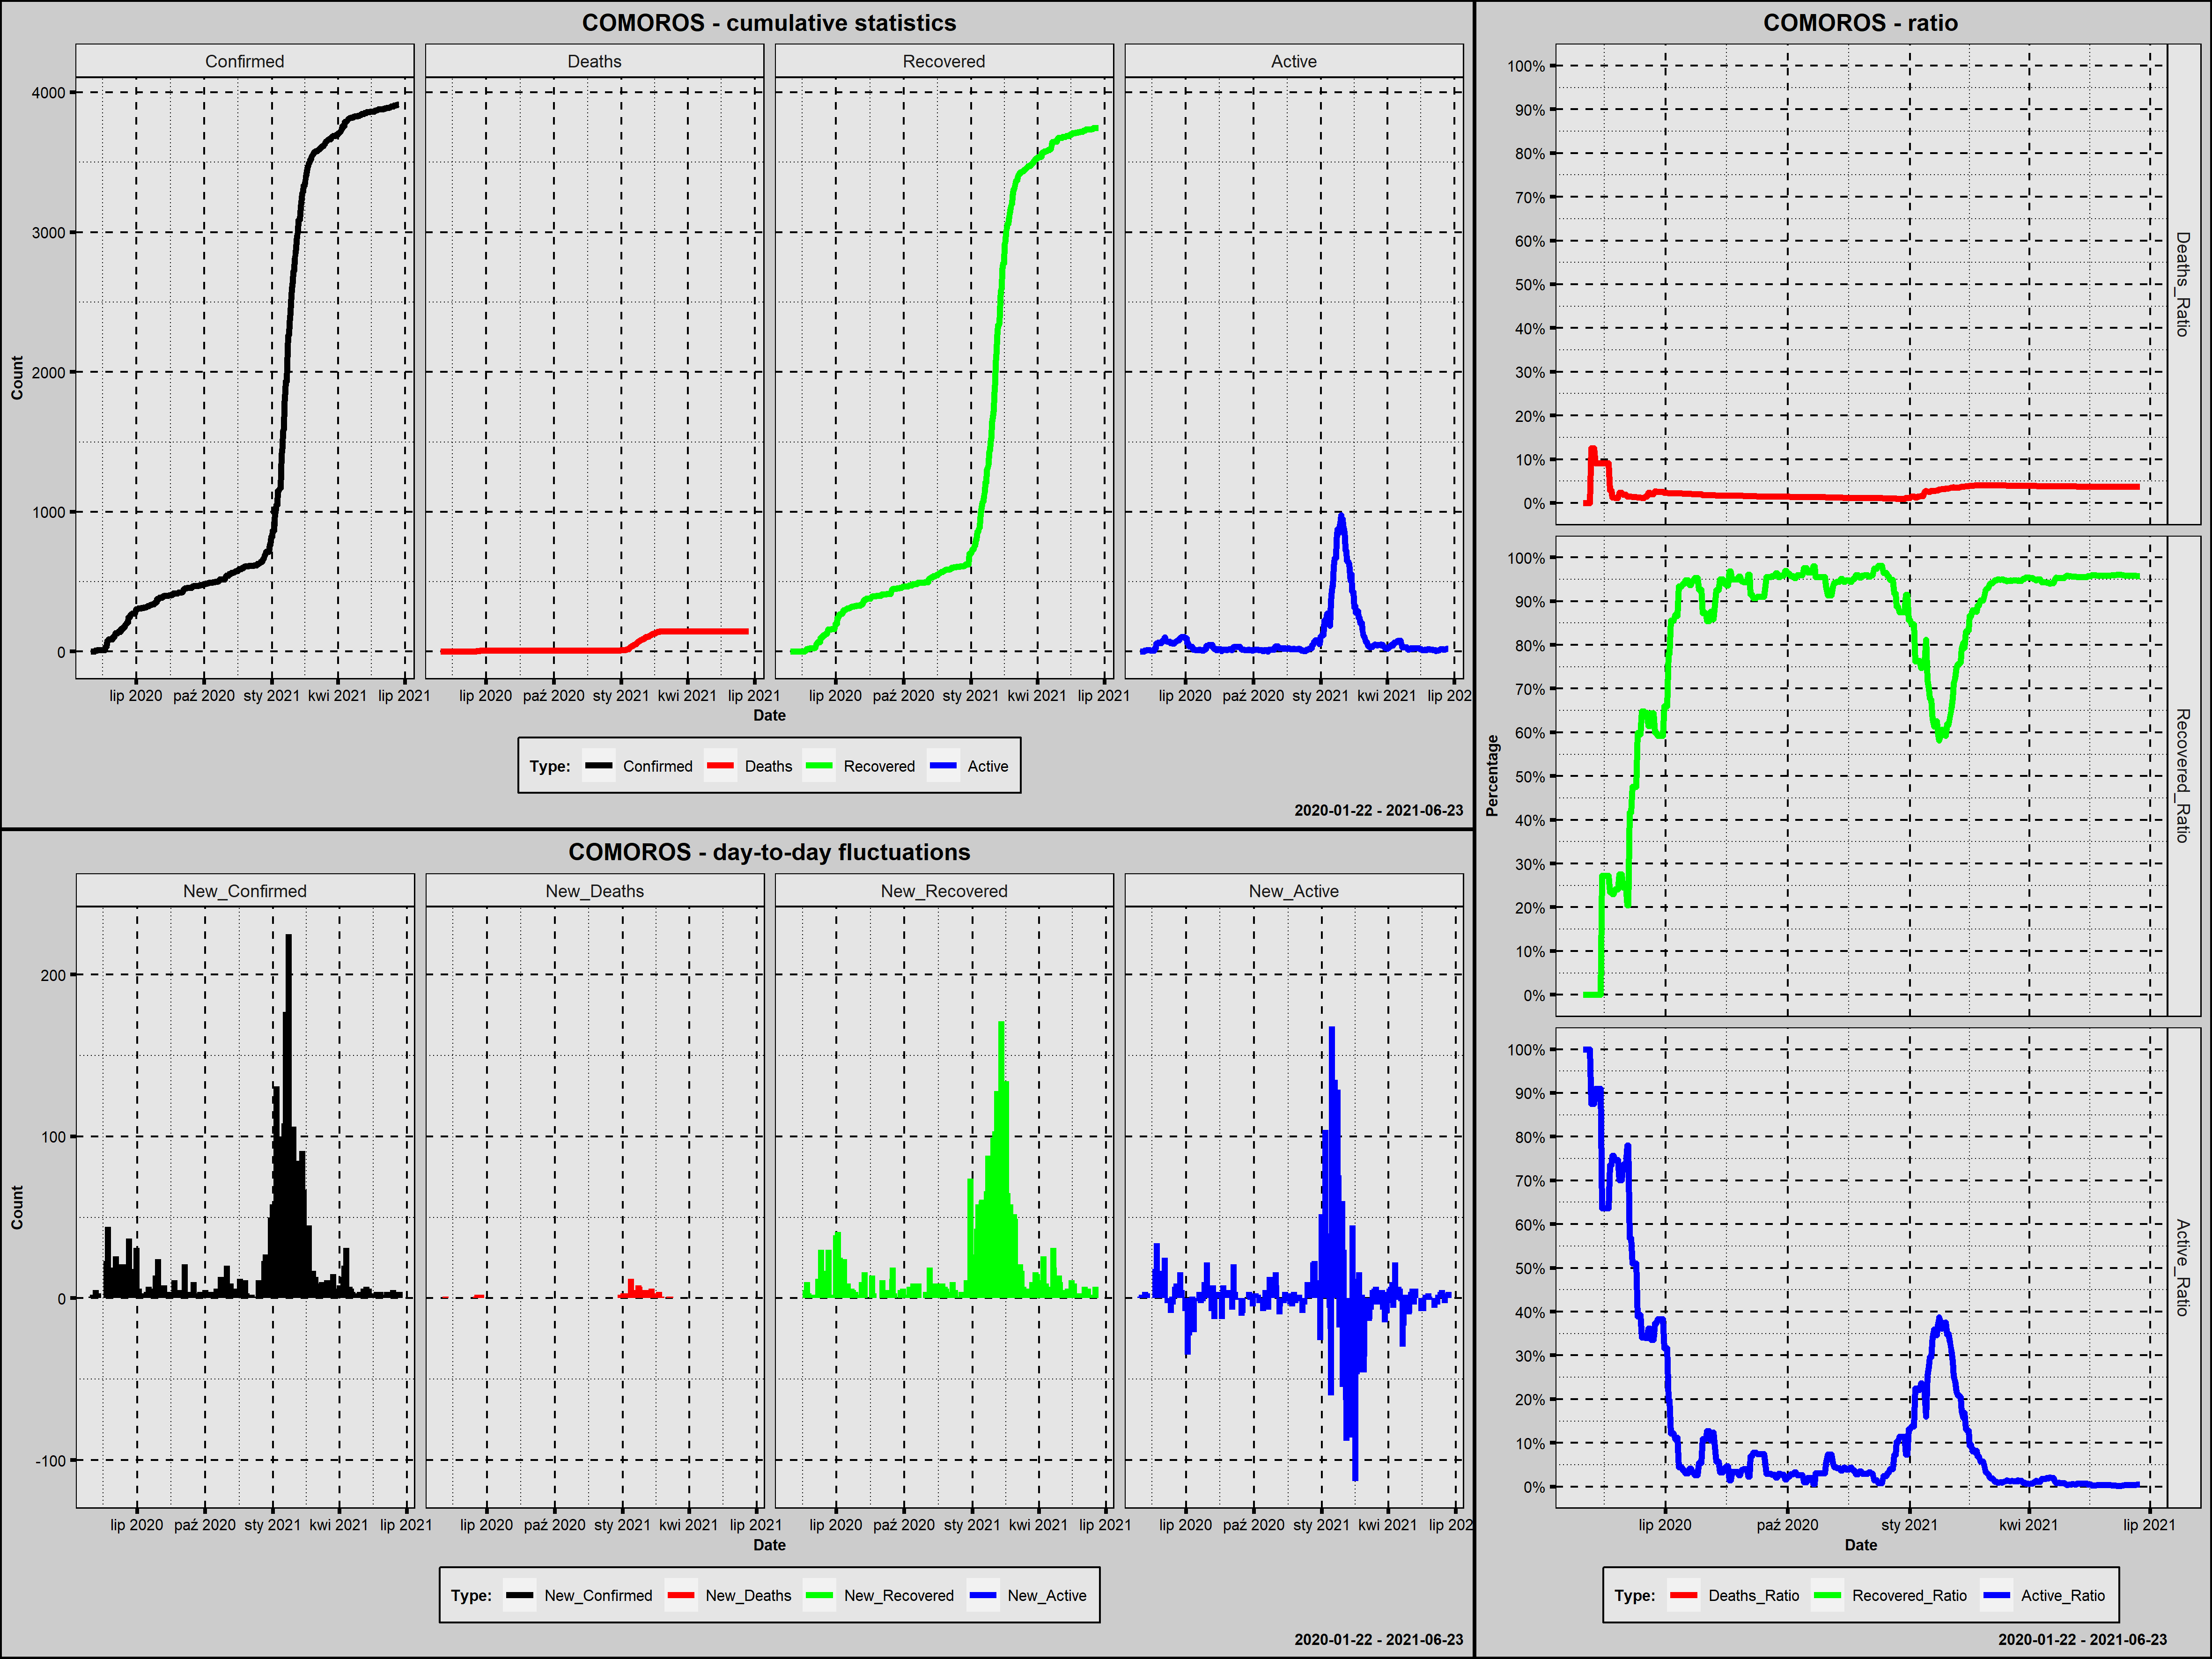 COMOROS - cumulative statistics
Confirmed Deaths Recovered Active
Count
4000
3000
2000
1000
0
lip 2020 paź 2020 sty 2021 kwi 2021 lip 2021 lip 2020 paź 2020 sty 2021 kwi 2021 lip 2021 lip 2020 paź 2020 sty 2021 kwi 2021 lip 2021 lip 2020 paź 2020 sty 2021 kwi 2021 lip 202
Date
Type: Confirmed Deaths Recovered Active
2020-01-22 - 2021-06-23
COMOROS - day-to-day fluctuations
New_Confirmed New_Deaths New_Recovered New_Active
Count
200
100
0
-100
lip 2020 paź 2020 sty 2021 kwi 2021 lip 2021 lip 2020 paź 2020 sty 2021 kwi 2021 lip 2021 lip 2020 paź 2020 sty 2021 kwi 2021 lip 2021 lip 2020 paź 2020 sty 2021 kwi 2021 lip 202
Date
Type: New_Confirmed New_Deaths New_Recovered New_Active
2020-01-22 - 2021-06-23
COMOROS - ratio
Percentage
100%
90%
80%
70%
60%
50%
40%
30%
20%
10%
0%
Deaths_Ratio
100%
90%
80%
70%
60%
50%
40%
30%
20%
10%
0%
Recovered_Ratio
100%
90%
80%
70%
60%
50%
40%
30%
20%
10%
0%
Active_Ratio
lip 2020 paź 2020 sty 2021 kwi 2021 lip 2021
Date
Type: Deaths_Ratio Recovered_Ratio Active_Ratio
2020-01-22 - 2021-06-23